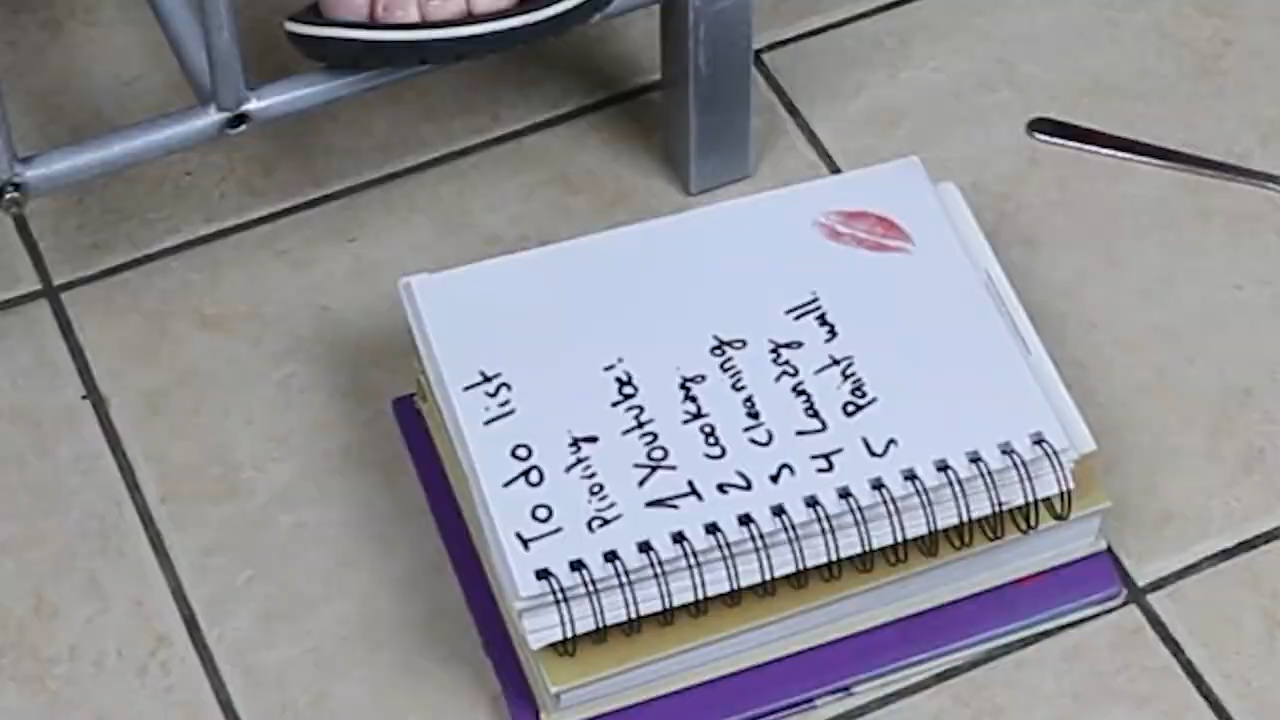 To do list
Priority
1 Youtube!
2 Cooking
3 Cleaning
4 Laundry
5 Paint wall.